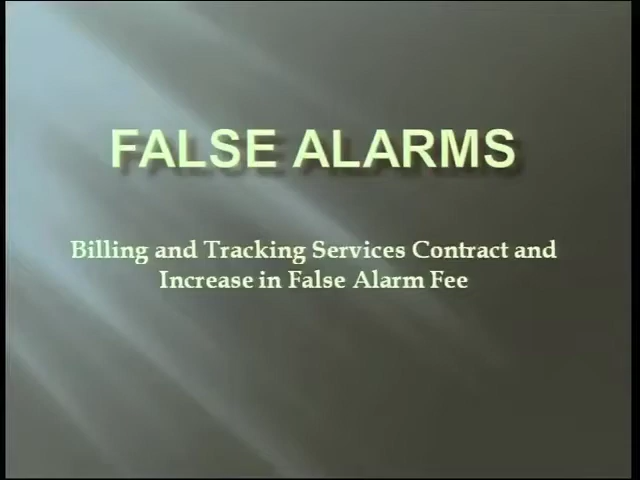 FALSE ALARMS
Billing and Tracking Services Contract and
Increase in False Alarm Fee